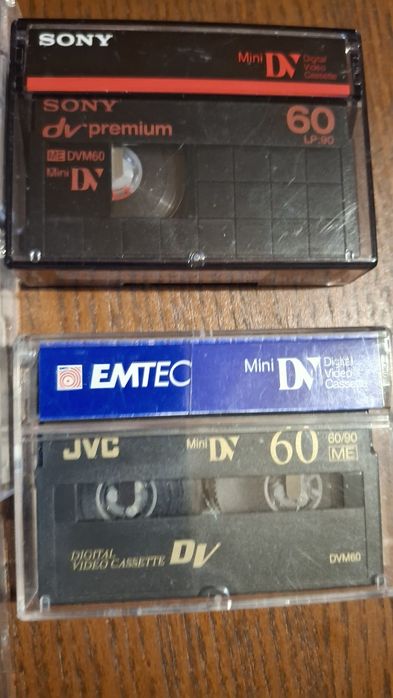 SONY
Mini DV Digital Video Cassette
SONY
dv premium
60
LP:90
ME DVM60
Mini DV
EMTEC
Mini DV Digital Video Cassette
JVC
Mini DV
60
60/90
ME
DIGITAL VIDEO CASSETTE DV
DVM60